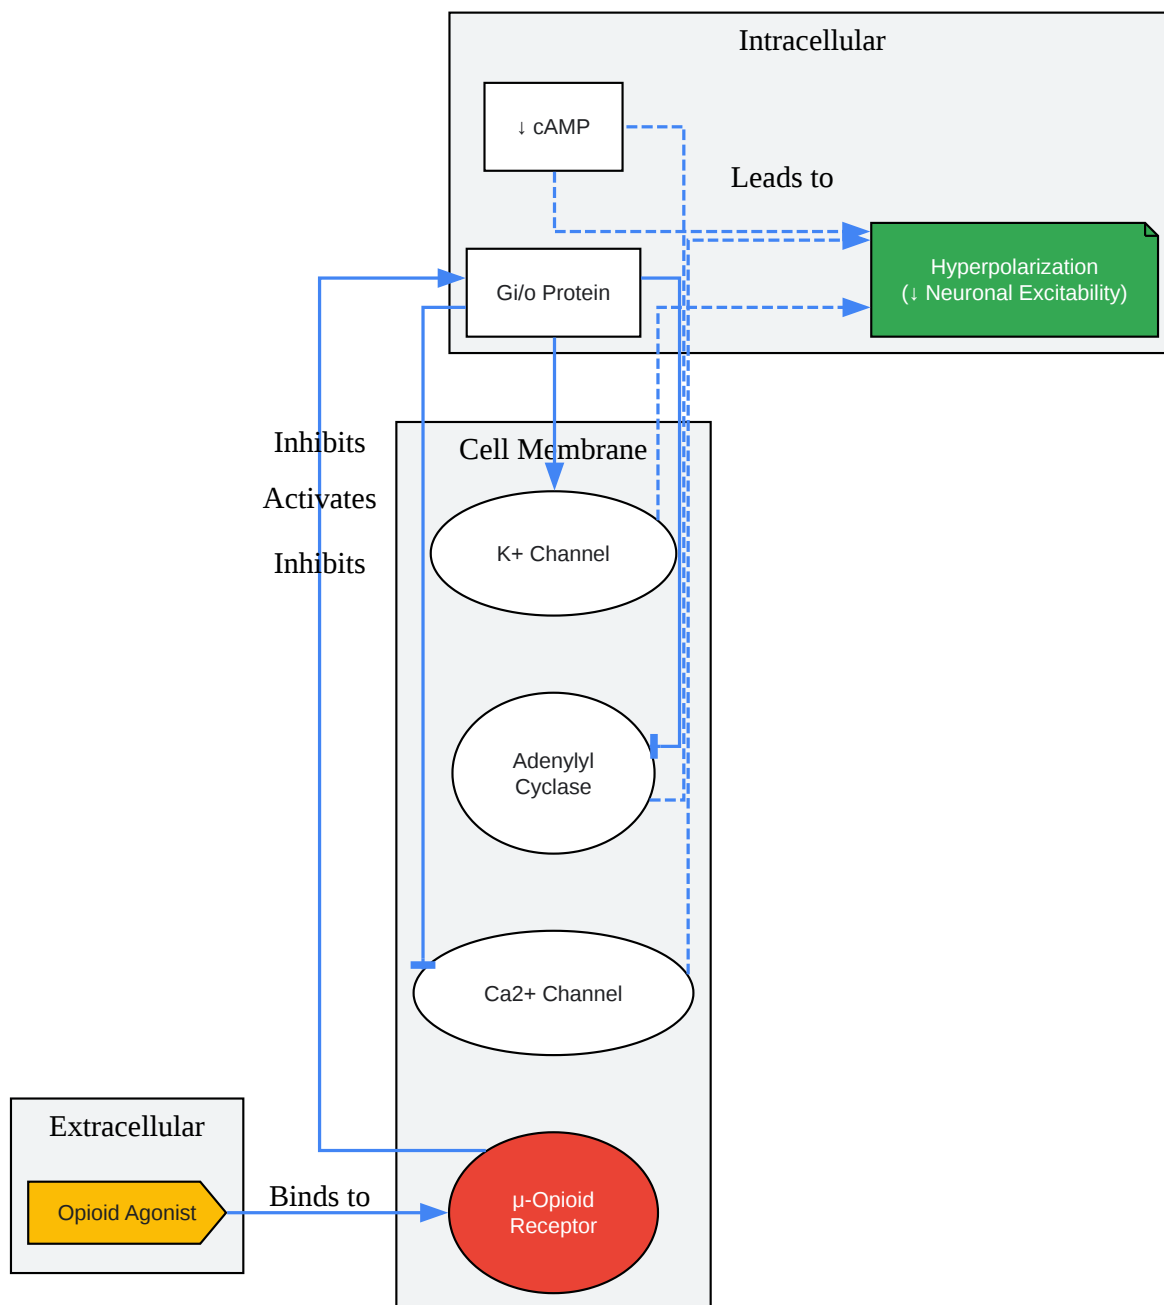 Intracellular
↓ cAMP
Leads to
Hyperpolarization
(↓ Neuronal Excitability)
Gi/o Protein
Inhibits
Cell Membrane
Activates
K+ Channel
Inhibits
Adenylyl
Cyclase
Ca2+ Channel
Extracellular
Opioid Agonist
Binds to
μ-Opioid
Receptor